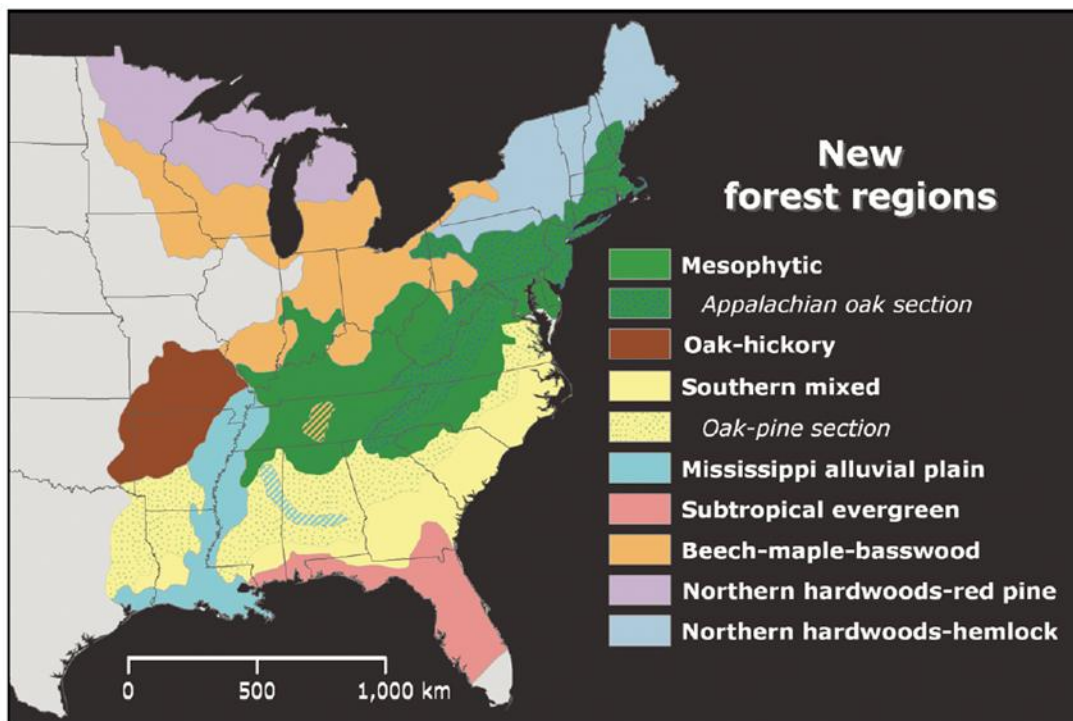 New
forest regions
Mesophytic
Appalachian oak section
Oak-hickory
Southern mixed
Oak-pine section
Mississippi alluvial plain
Subtropical evergreen
Beech-maple-basswood
Northern hardwoods-red pine
Northern hardwoods-hemlock
0 500 1,000 km